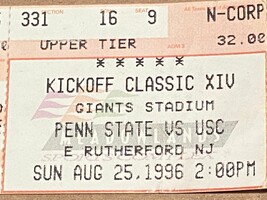 331 16 9 N-CORP
UPPER TIER 32.00
* * * * *
KICKOFF CLASSIC XIV
GIANTS STADIUM
PENN STATE VS USC
E RUTHERFORD NJ
SUN AUG 25,1996 2:00PM